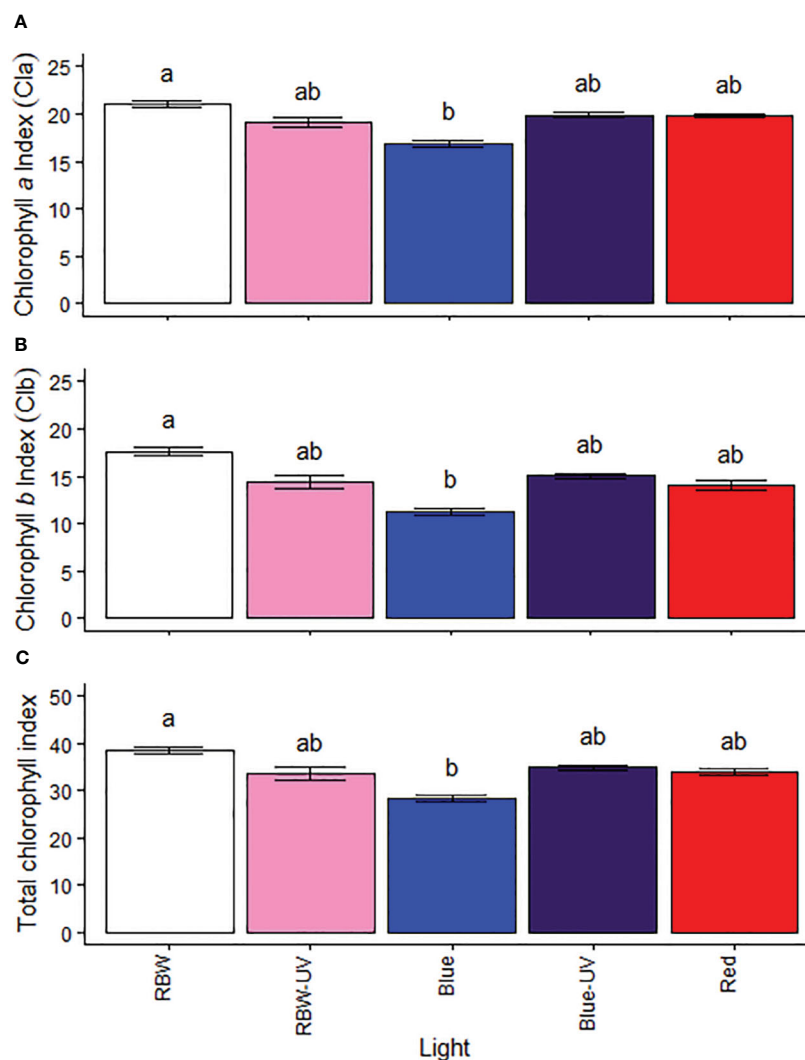 A
Chlorophyll a Index (Cla)
25
20
15
10
5
0
a
ab
b
ab
ab
B
Chlorophyll b Index (Clb)
25
20
15
10
5
0
a
ab
b
ab
ab
C
Total chlorophyll index
50
40
30
20
10
0
a
ab
b
ab
ab
RBW
RBW-UV
Blue
Blue-UV
Red
Light